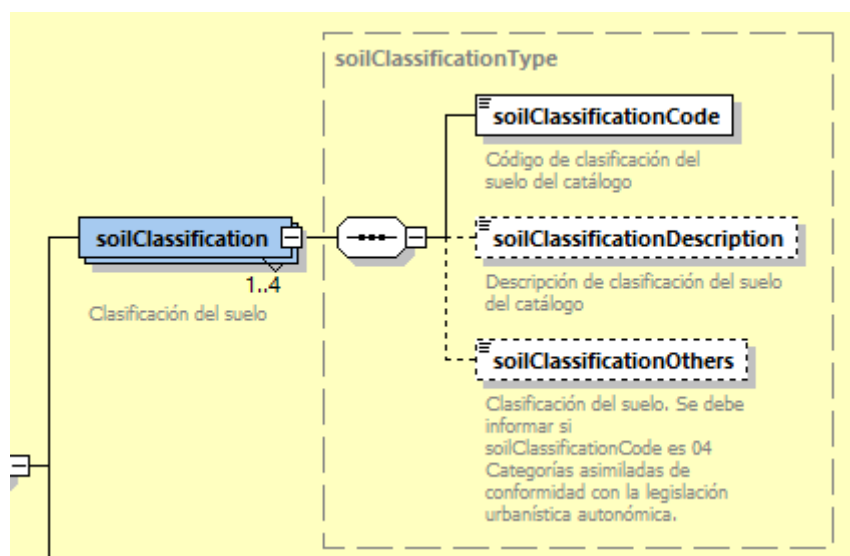 soilClassificationType
soilClassificationCode
Código de clasificación del
suelo del catálogo
soilClassification
1..4
Clasificación del suelo
soilClassificationDescription
Descripción de clasificación del suelo
del catálogo
soilClassificationOthers
Clasificación del suelo. Se debe
informar si
soilClassificationCode es 04
Categorías asimiladas de
conformidad con la legislación
urbanística autonómica.